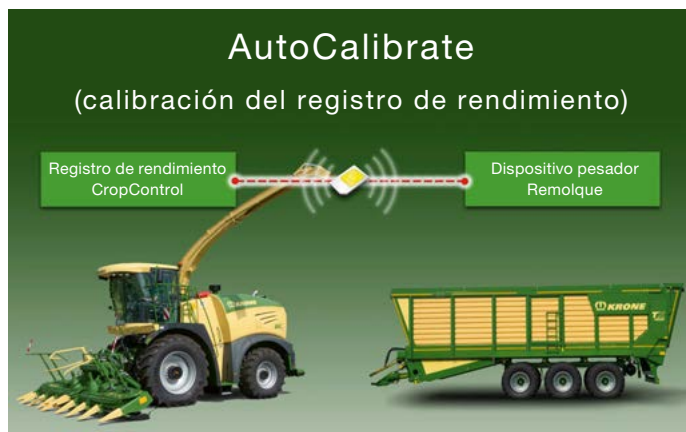 AutoCalibrate
(calibración del registro de rendimiento)
Registro de rendimiento
CropControl
Dispositivo pesador
Remolque
KRONE